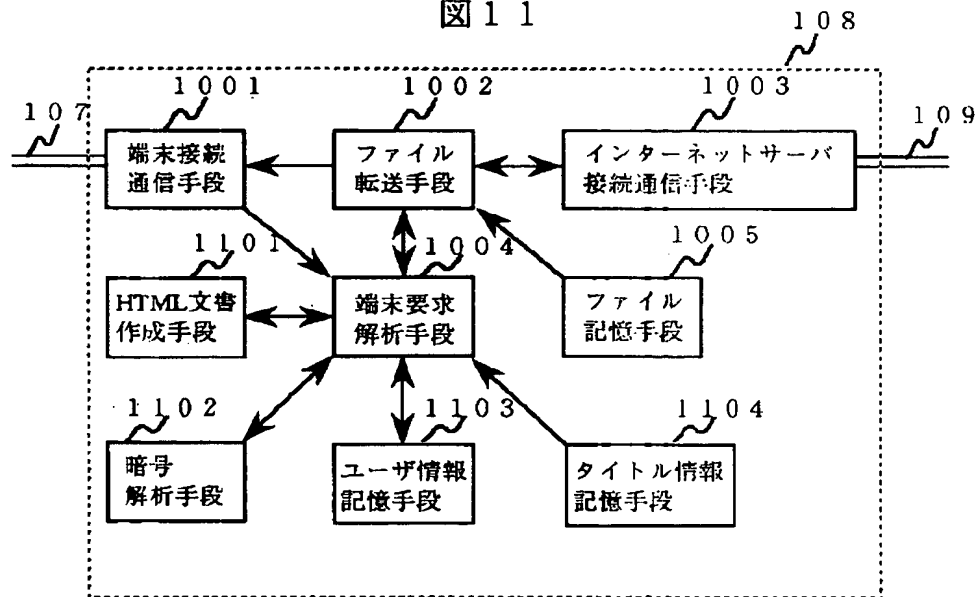 図11
108
1001
1002
1003
107
109
端末接続
通信手段
ファイル
転送手段
インターネットサーバ
接続通信手段
1101
1004
1005
HTML文書
作成手段
端末要求
解析手段
ファイル
記憶手段
1102
1103
1104
暗号
解析手段
ユーザ情報
記憶手段
タイトル情報
記憶手段